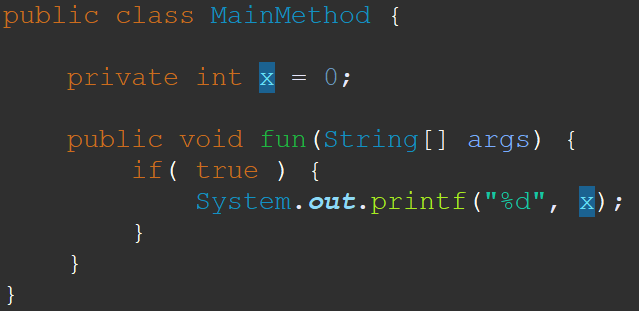 public class MainMethod {
    private int x = 0;
    public void fun(String[] args) {
        if( true ) {
            System.out.printf("%d", x);
        }
    }
}